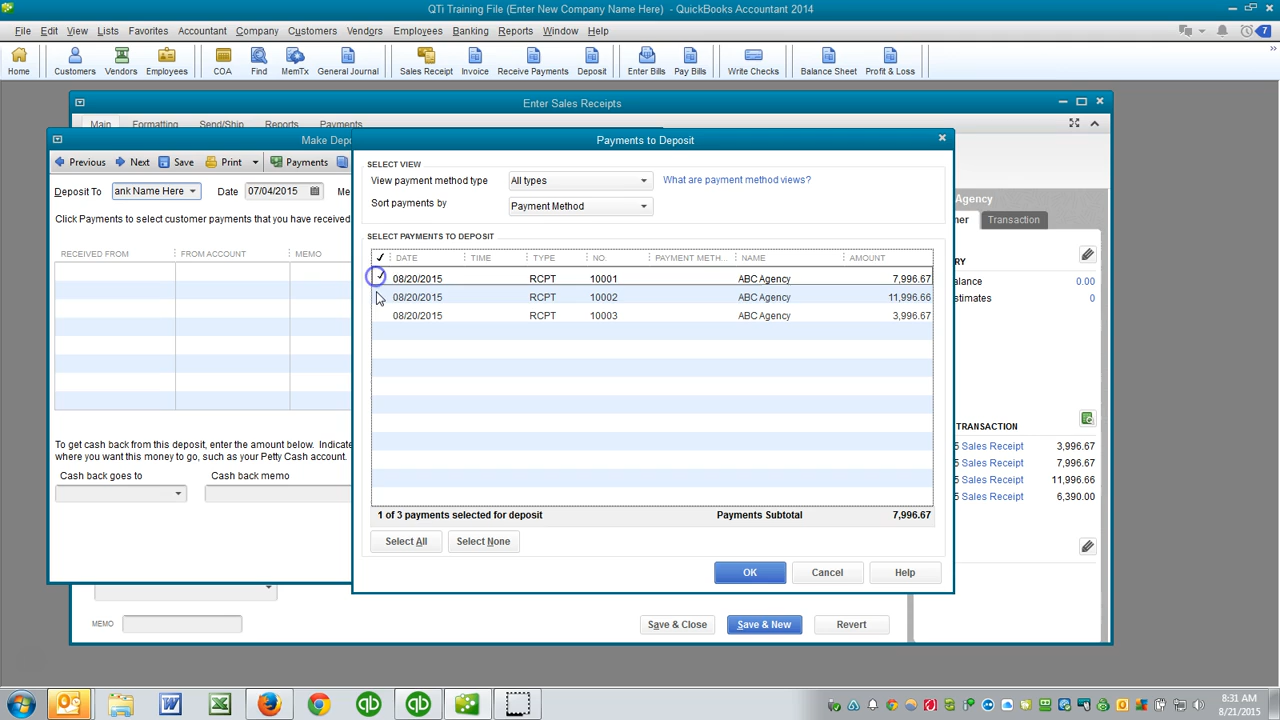 QTi Training File (Enter New Company Name Here) - QuickBooks Accountant 2014
File Edit View Lists Favorites Accountant Company Customers Vendors Employees Banking Reports Window Help
7
Home Customers Vendors Employees COA Find MemTx General Journal Sales Receipt Invoice Receive Payments Deposit Enter Bills Pay Bills Write Checks Balance Sheet Profit & Loss
Enter Sales Receipts
Main Formatting Send/Ship Reports Payments
Make Dep
Payments to Deposit
Previous Next Save Print Payments
SELECT VIEW
View payment method type All types What are payment method views?
Deposit To ank Name Here Date 07/04/2015 Me
Sort payments by Payment Method
Agency
Click Payments to select customer payments that you have received
mer Transaction
SELECT PAYMENTS TO DEPOSIT
RECEIVED FROM FROM ACCOUNT MEMO
DATE TIME TYPE NO. PAYMENT METH... NAME AMOUNT
RY
08/20/2015 RCPT 10001 ABC Agency 7,996.67
alance 0.00
08/20/2015 RCPT 10002 ABC Agency 11,996.66
stimates 0
08/20/2015 RCPT 10003 ABC Agency 3,996.67
TRANSACTION
5 Sales Receipt 3,996.67
5 Sales Receipt 7,996.67
5 Sales Receipt 11,996.66
5 Sales Receipt 6,390.00
To get cash back from this deposit, enter the amount below. Indicate
where you want this money to go, such as your Petty Cash account.
Cash back goes to Cash back memo
1 of 3 payments selected for deposit Payments Subtotal 7,996.67
Select All Select None
OK Cancel Help
MEMO
Save & Close Save & New Revert
8:31 AM
8/21/2015